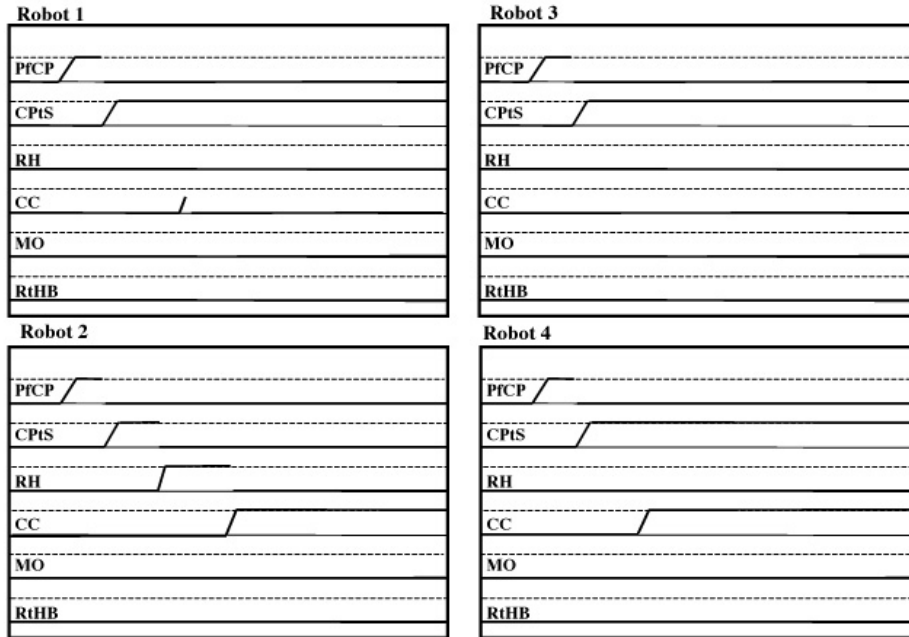 Robot 1
PfCP
CPtS
RH
CC
MO
RtHB
Robot 3
PfCP
CPtS
RH
CC
MO
RtHB
Robot 2
PfCP
CPtS
RH
CC
MO
RtHB
Robot 4
PfCP
CPtS
RH
CC
MO
RtHB